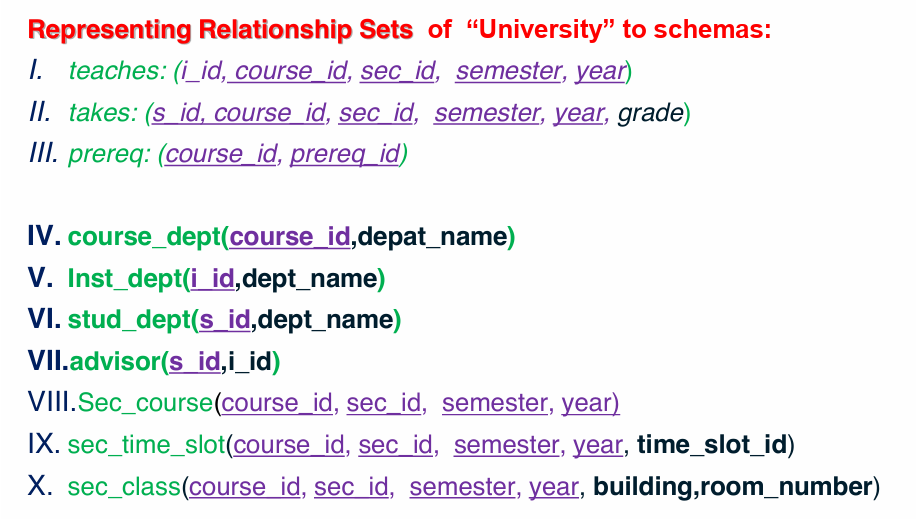 Representing Relationship Sets of “University” to schemas:
I. teaches: (i_id, course_id, sec_id, semester, year)
II. takes: (s_id, course_id, sec_id, semester, year, grade)
III. prereq: (course_id, prereq_id)
IV. course_dept(course_id,depat_name)
V. Inst_dept(i_id,dept_name)
VI. stud_dept(s_id,dept_name)
VII.advisor(s_id,i_id)
VIII.Sec_course(course_id, sec_id, semester, year)
IX. sec_time_slot(course_id, sec_id, semester, year, time_slot_id)
X. sec_class(course_id, sec_id, semester, year, building,room_number)